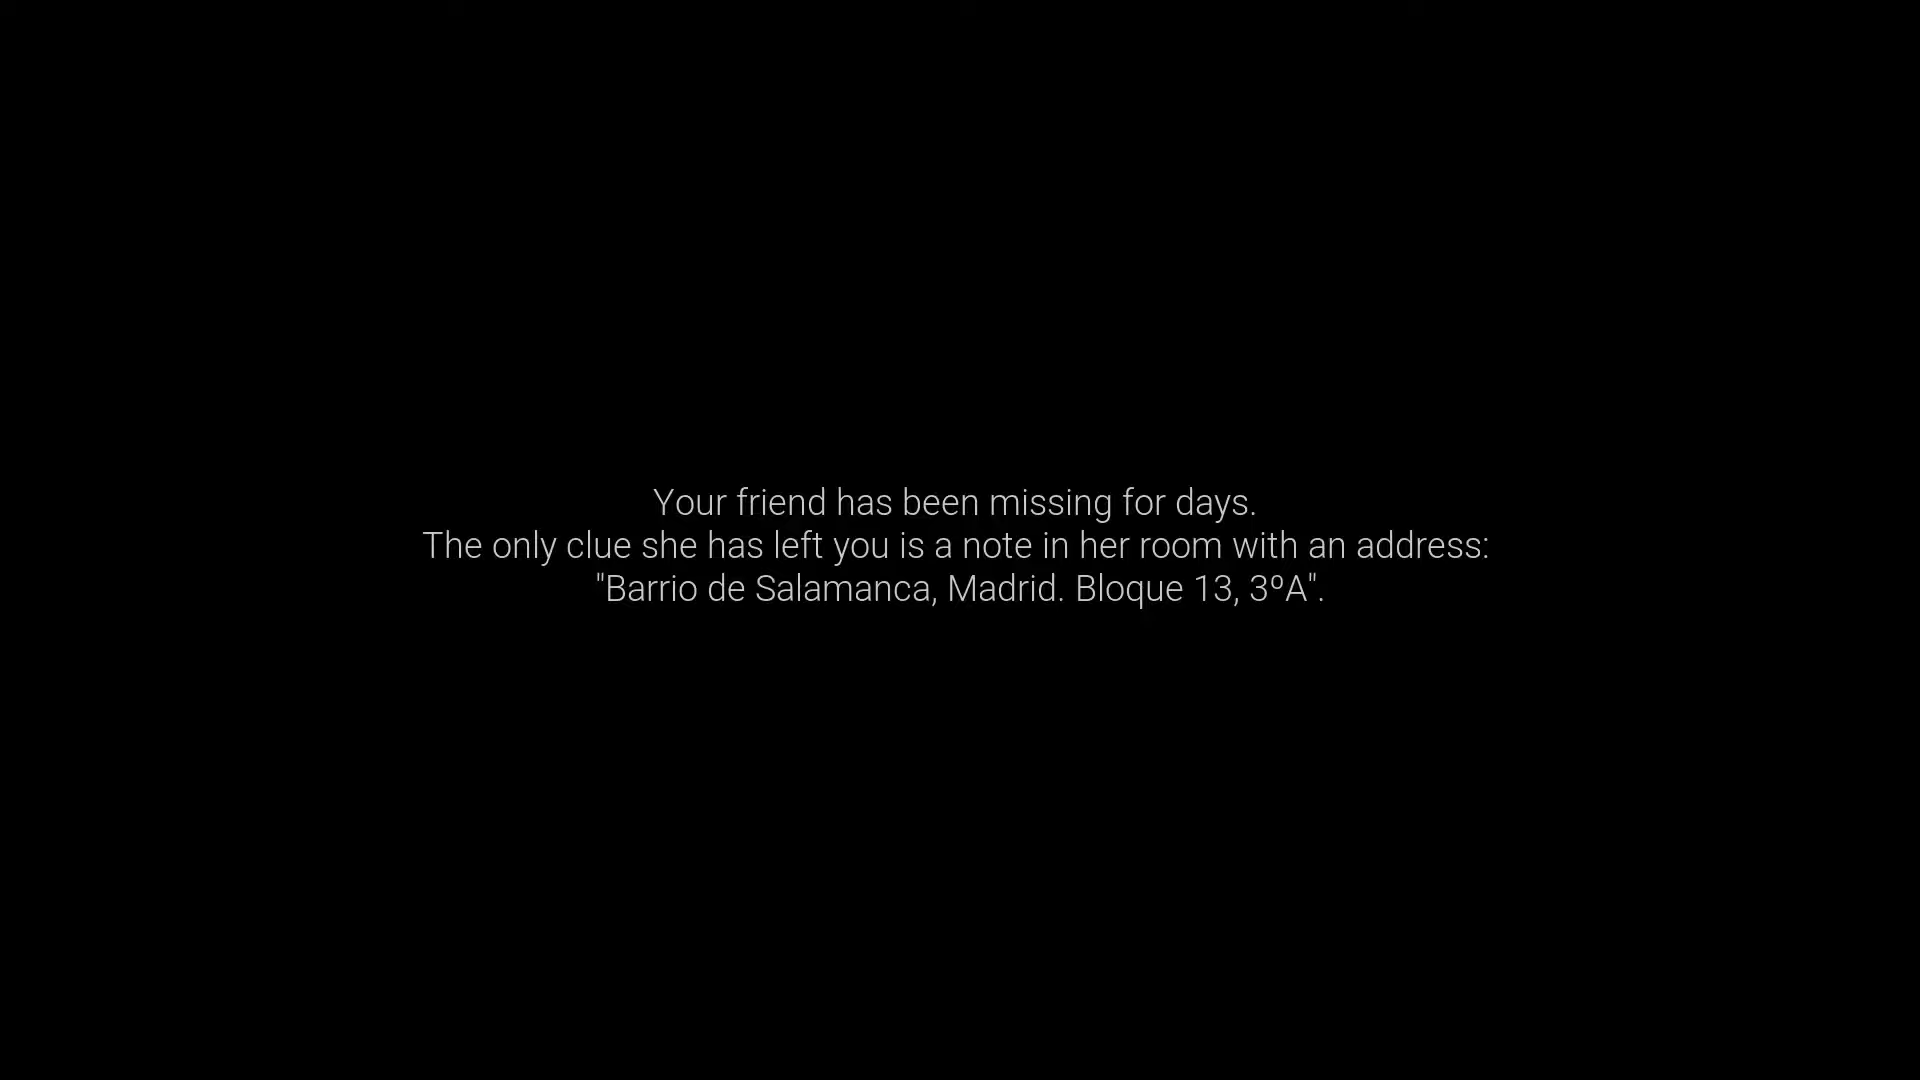 Your friend has been missing for days.
The only clue she has left you is a note in her room with an address:
"Barrio de Salamanca, Madrid. Bloque 13, 3ºA".